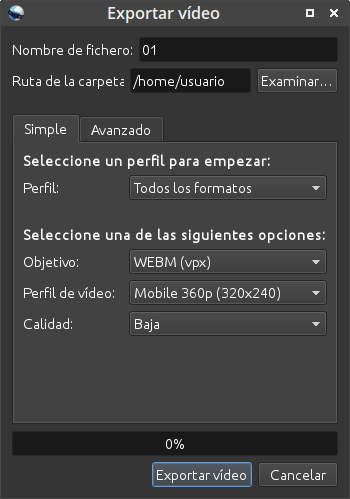 Exportar vídeo
Nombre de fichero: 01
Ruta de la carpeta /home/usuario Examinar...
Simple Avanzado
Seleccione un perfil para empezar:
Perfil: Todos los formatos
Seleccione una de las siguientes opciones:
Objetivo: WEBM (vpx)
Perfil de vídeo: Mobile 360p (320x240)
Calidad: Baja
0%
Exportar vídeo Cancelar